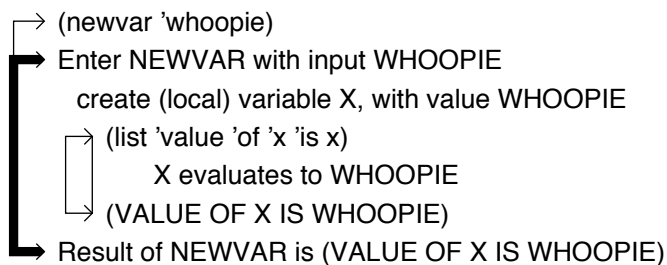 (newvar ’whoopie)
Enter NEWVAR with input WHOOPIE
create (local) variable X, with value WHOOPIE
(list ’value ’of ’x ’is x)
X evaluates to WHOOPIE
(VALUE OF X IS WHOOPIE)
Result of NEWVAR is (VALUE OF X IS WHOOPIE)